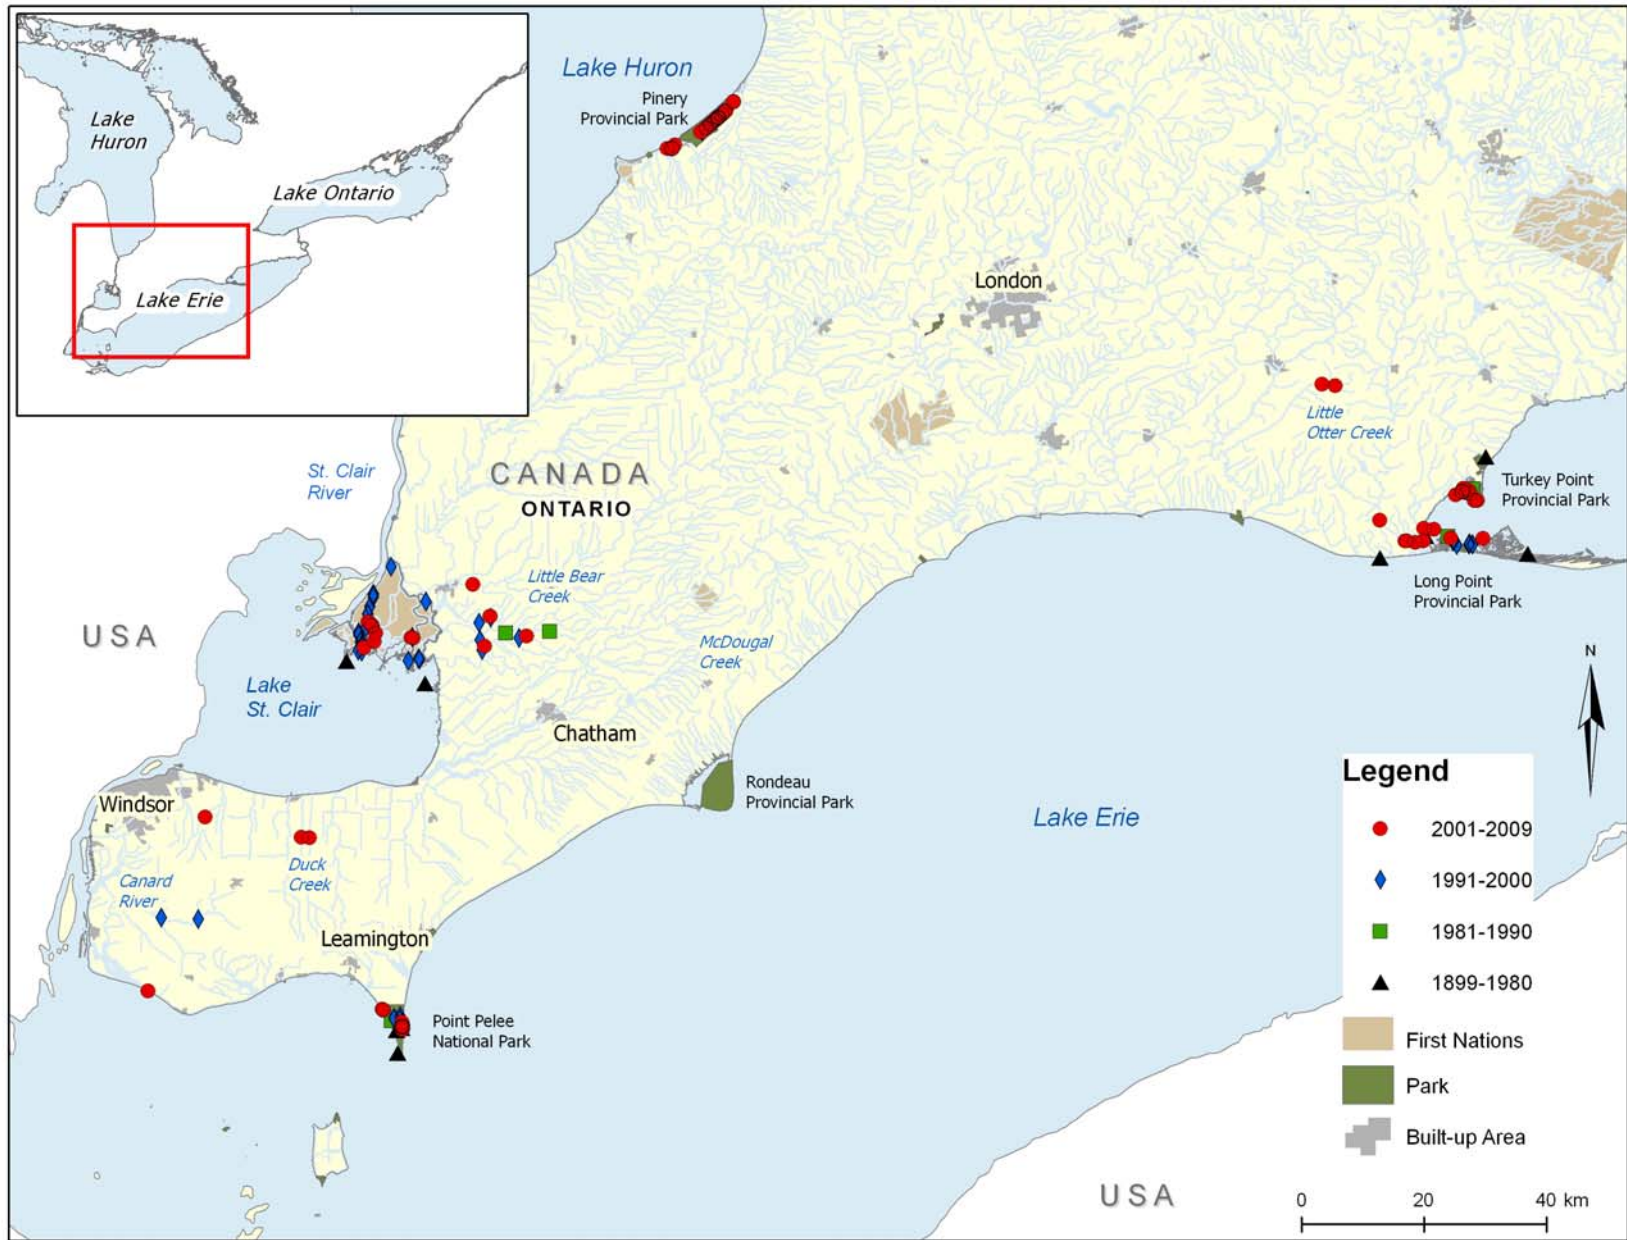 Lake
Huron
Lake Ontario
Lake Erie
Lake Huron
Pinery
Provincial Park
London
Little
Otter Creek
St. Clair
River
CANADA
ONTARIO
Turkey Point
Provincial Park
Long Point
Provincial Park
Little Bear
Creek
USA
McDougal
Creek
Lake
St. Clair
Chatham
N
Windsor
Rondeau
Provincial Park
Lake Erie
Duck
Creek
Canard
River
Leamington
Point Pelee
National Park
Legend
2001-2009
1991-2000
1981-1990
1899-1980
First Nations
Park
Built-up Area
USA
0 20 40 km